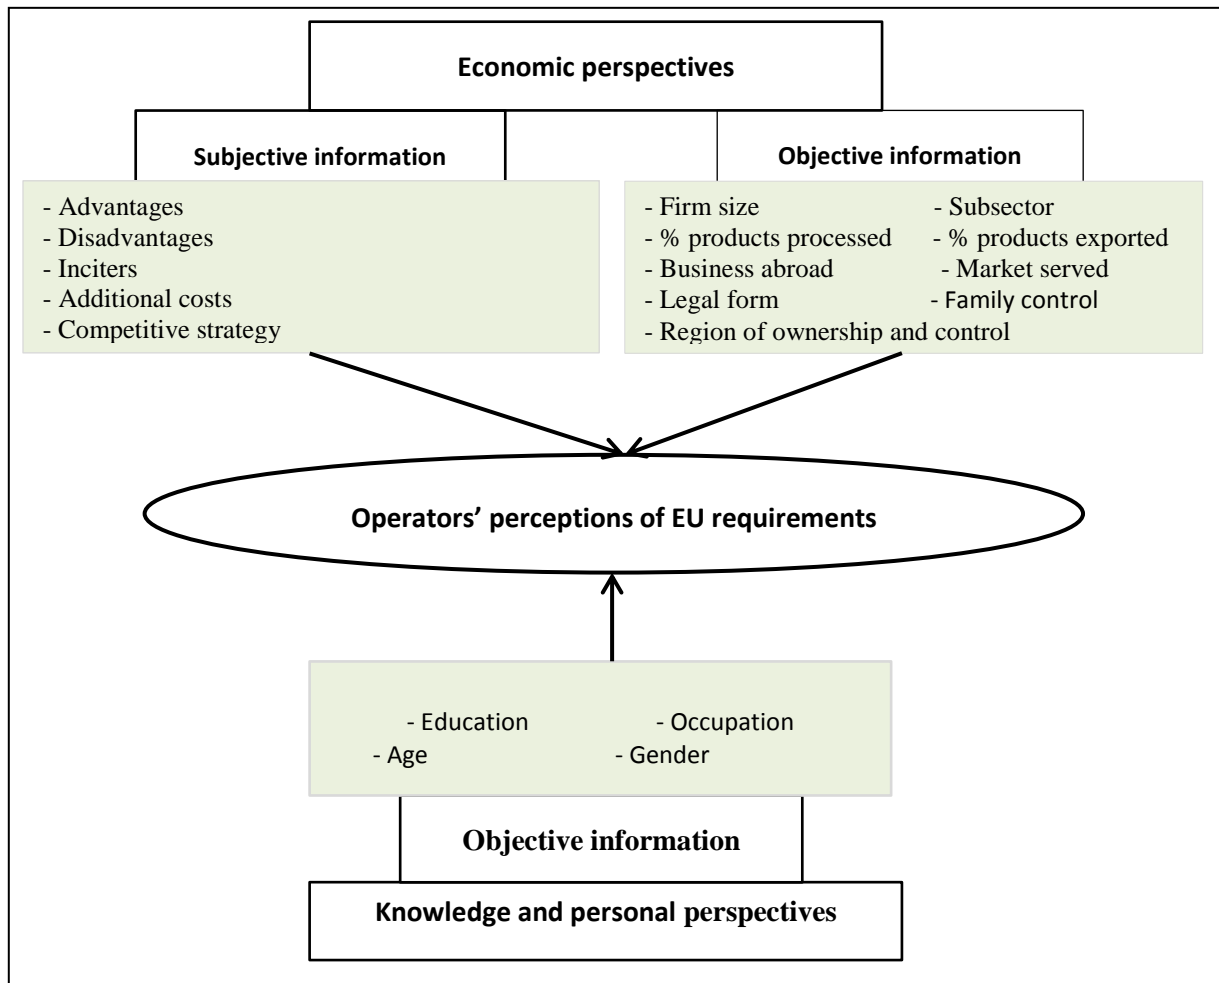 Economic perspectives
Subjective information
Objective information
- Advantages
- Disadvantages
- Inciters
- Additional costs
- Competitive strategy
- Firm size - Subsector
- % products processed - % products exported
- Business abroad - Market served
- Legal form - Family control
- Region of ownership and control
Operators’ perceptions of EU requirements
- Education - Occupation
- Age - Gender
Objective information
Knowledge and personal perspectives